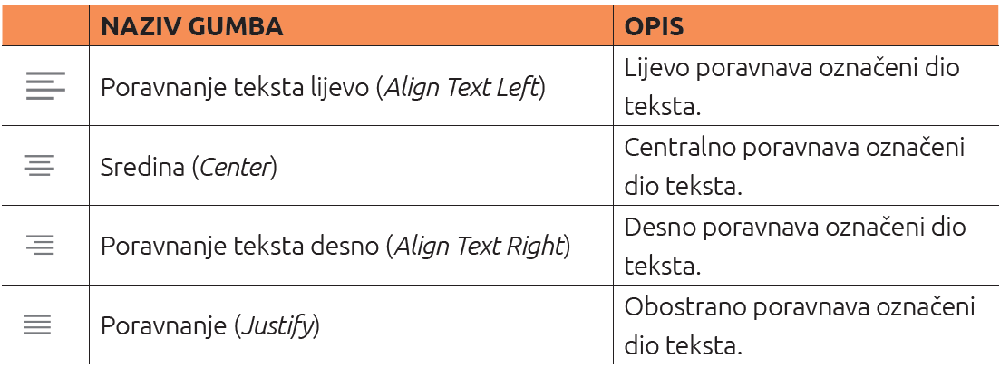 NAZIV GUMBA OPIS
Poravnanje teksta lijevo (Align Text Left)
Lijevo poravnava označeni dio
teksta.
Sredina (Center)
Centralno poravnava označeni
dio teksta.
Poravnanje teksta desno (Align Text Right)
Desno poravnava označeni dio
teksta.
Poravnanje (Justify)
Obostrano poravnava označeni
dio teksta.